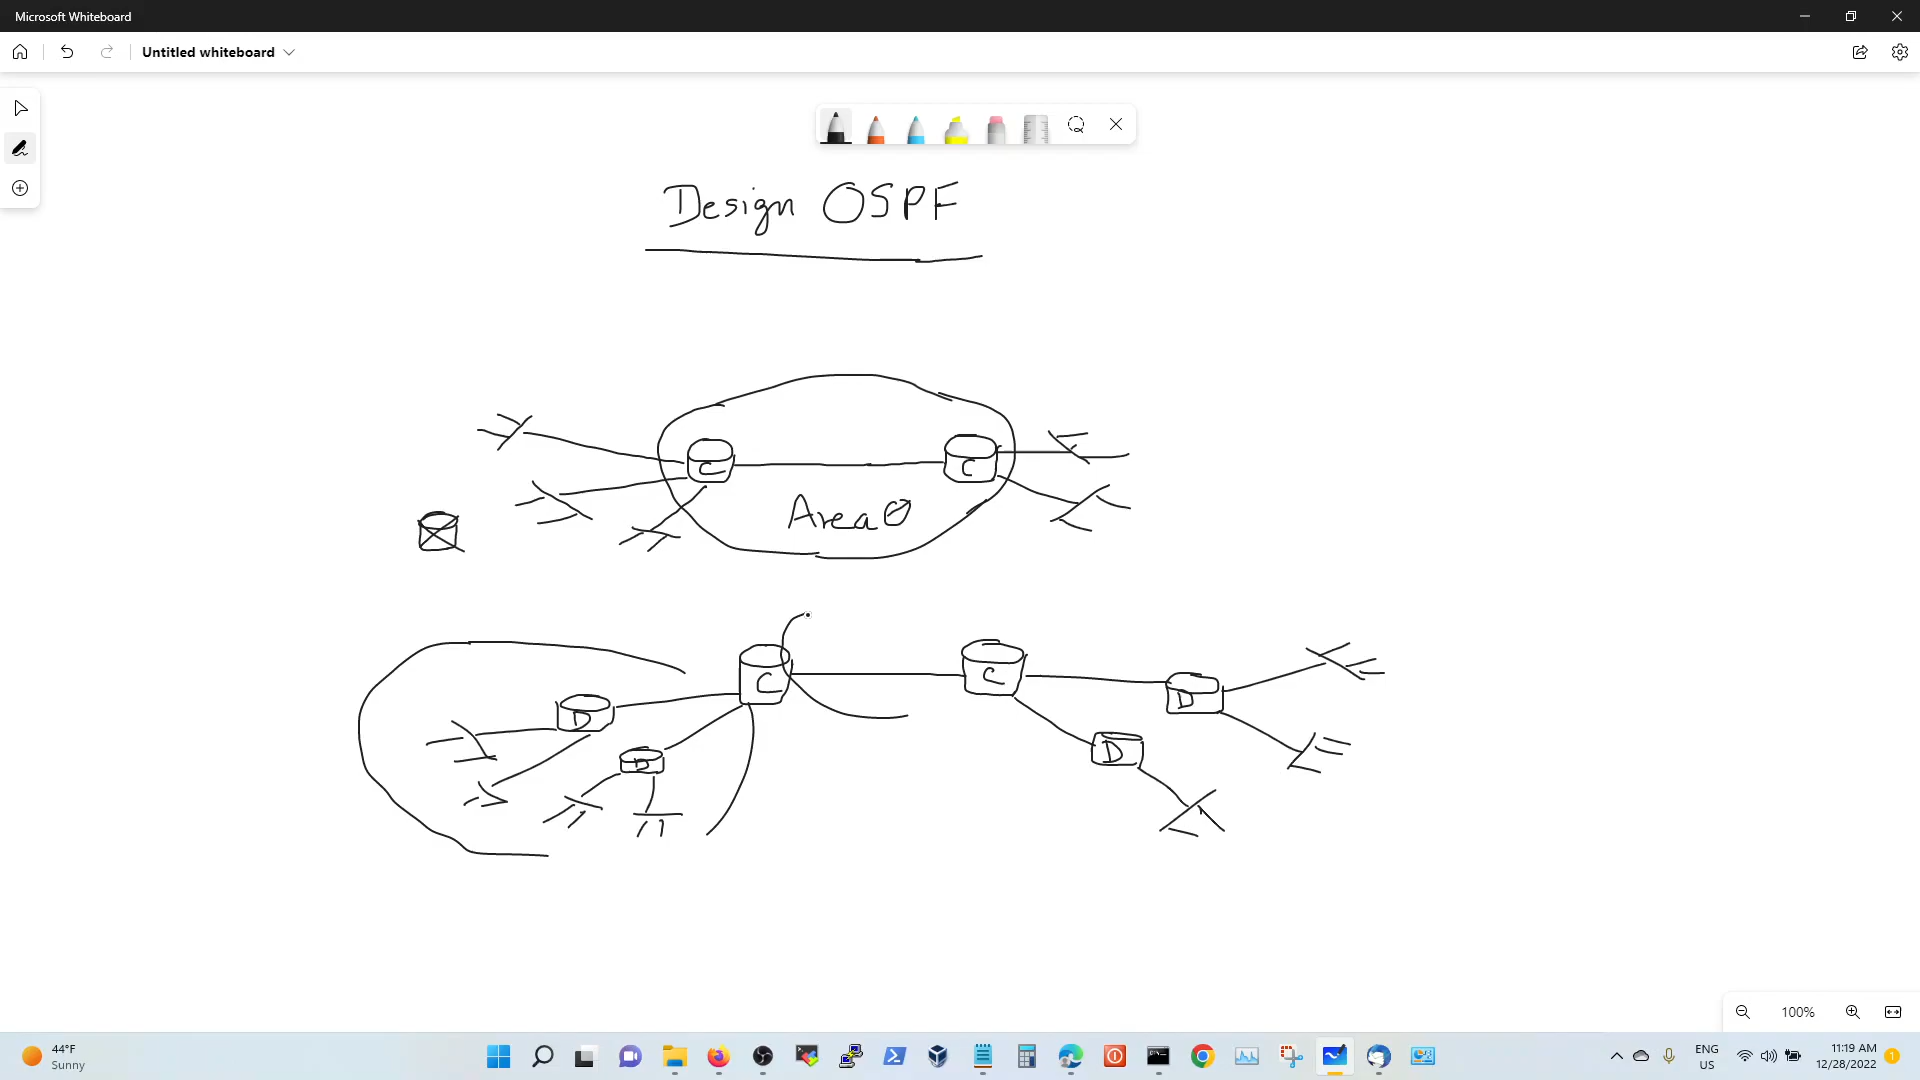 Microsoft Whiteboard
Untitled whiteboard
Design OSPF
C
C
Area 0
C
C
D
D
D
D
100%
44°F
Sunny
ENG
US
11:19 AM
12/28/2022
1